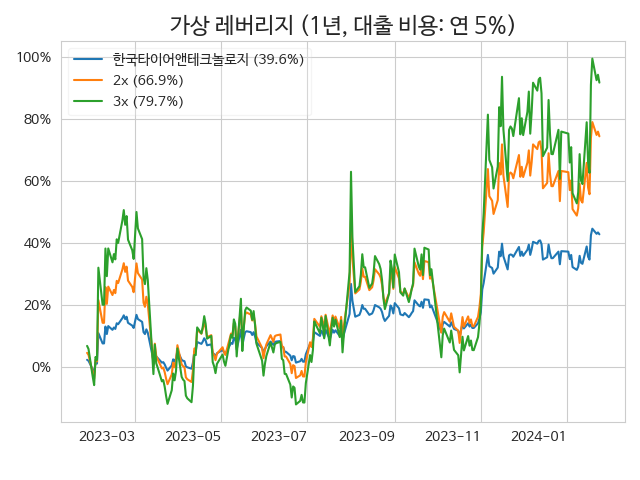 가상 레버리지 (1년, 대출 비용: 연 5%)
한국타이어앤테크놀로지 (39.6%)
2x (66.9%)
3x (79.7%)
100%
80%
60%
40%
20%
0%
2023-03 2023-05 2023-07 2023-09 2023-11 2024-01